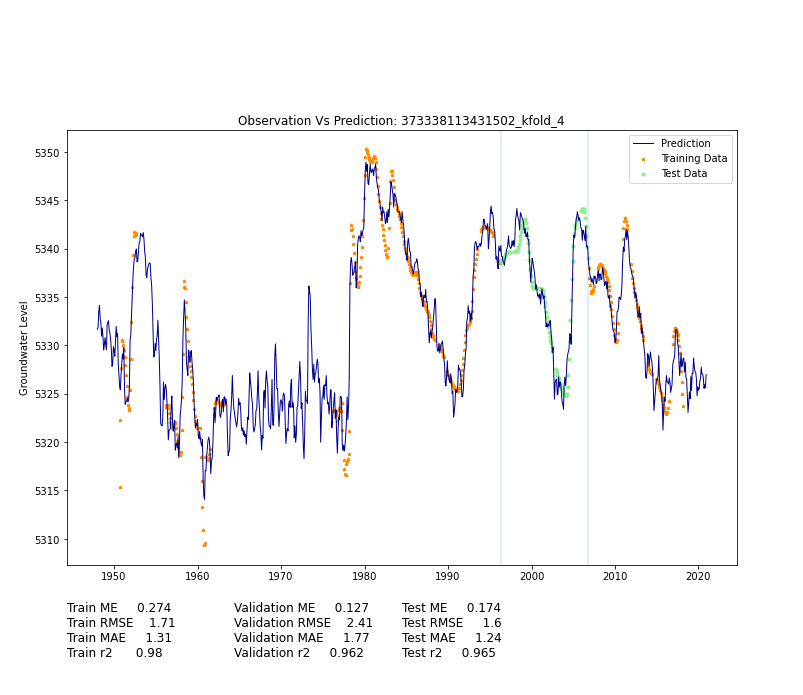 Observation Vs Prediction: 373338113431502_kfold_4
Prediction
Training Data
Test Data
5350
5345
5340
5335
5330
5325
5320
5315
5310
Groundwater Level
1950 1960 1970 1980 1990 2000 2010 2020
Train ME 0.274 Validation ME 0.127 Test ME 0.174
Train RMSE 1.71 Validation RMSE 2.41 Test RMSE 1.6
Train MAE 1.31 Validation MAE 1.77 Test MAE 1.24
Train r2 0.98 Validation r2 0.962 Test r2 0.965